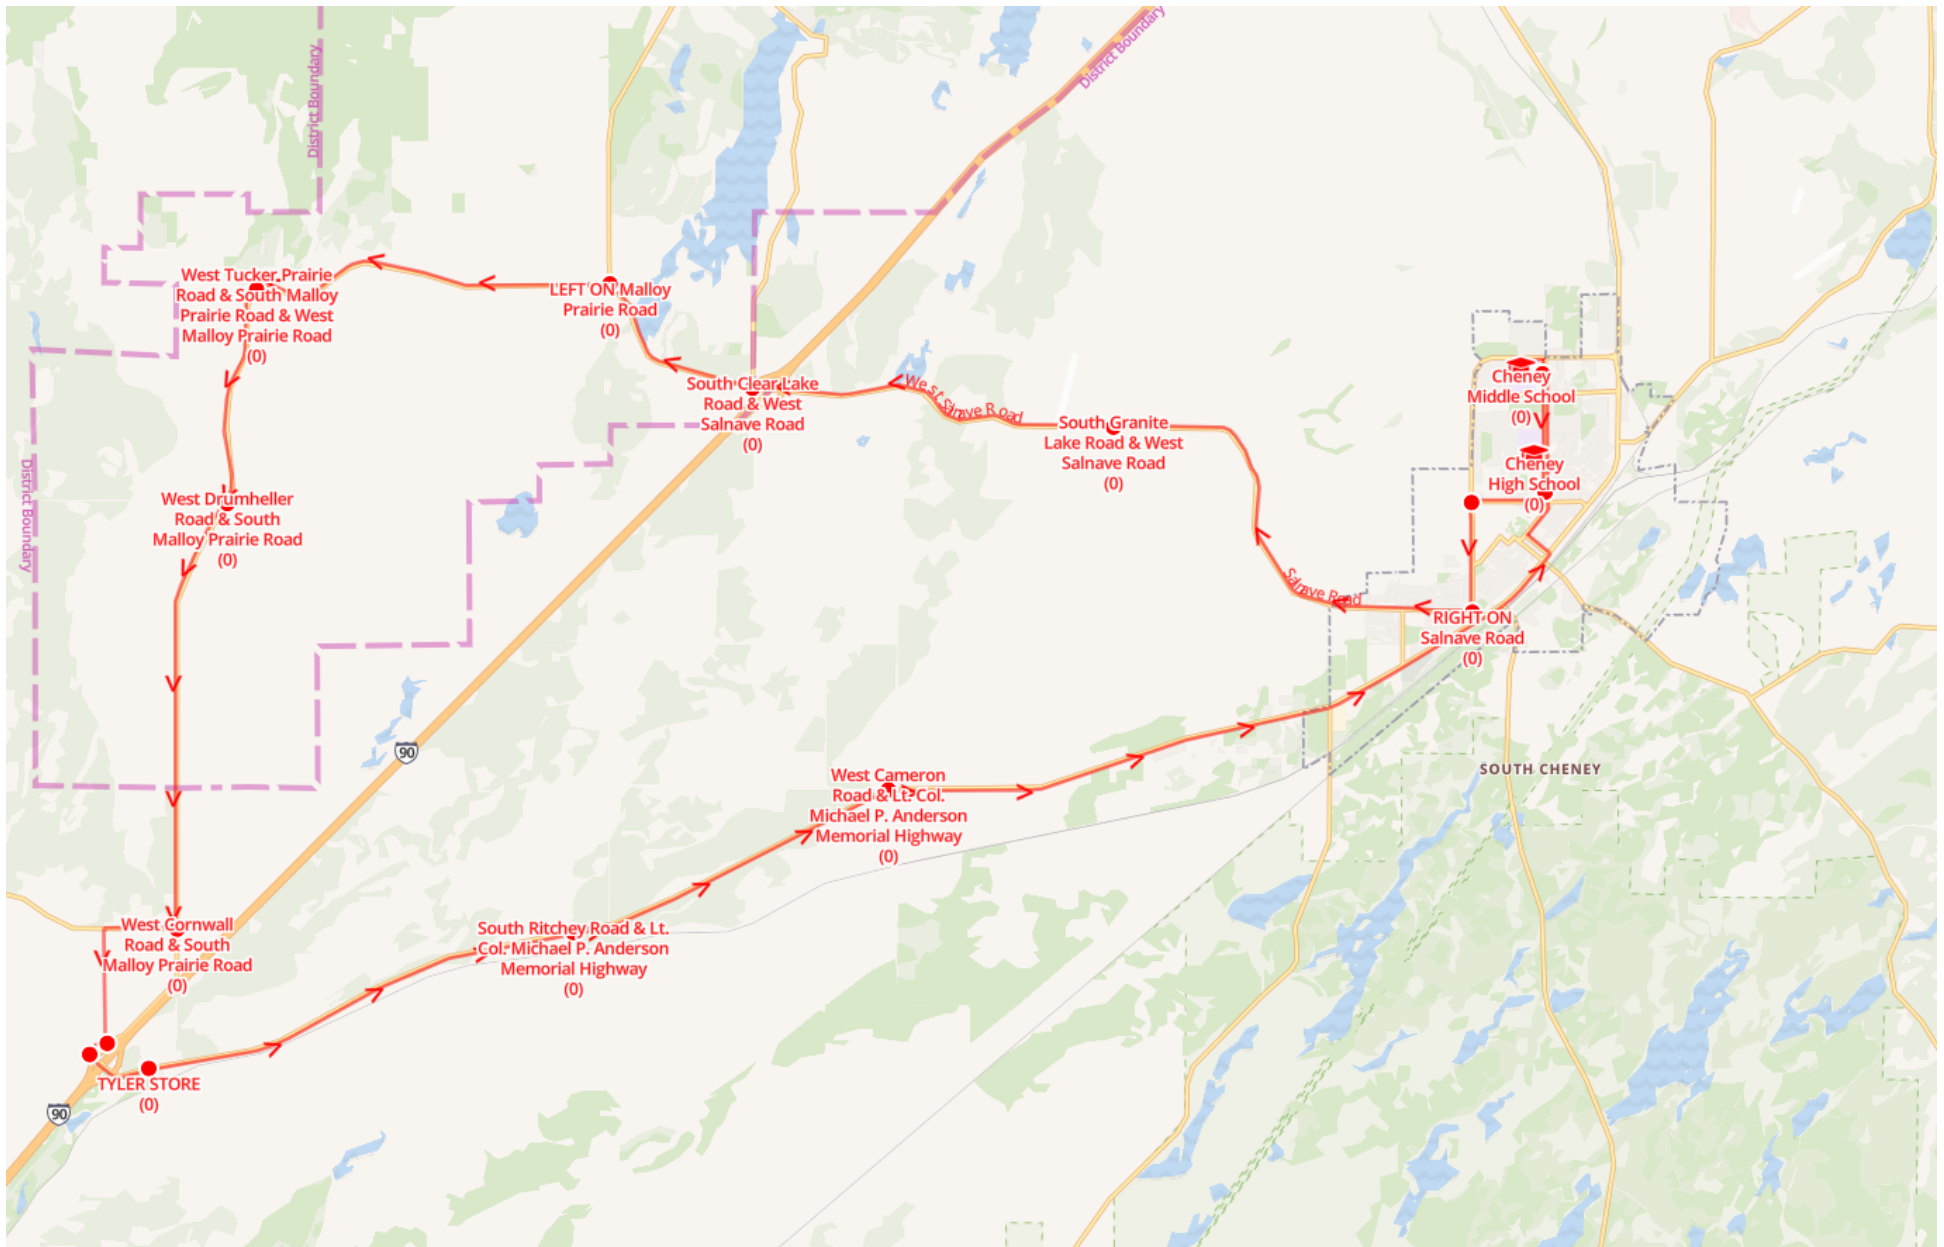 District Boundary
District Boundary
West Tucker Prairie
Road & South Malloy
Prairie Road & West
Malloy Prairie Road
(0)
LEFT ON Malloy
Prairie Road
(0)
South Clear Lake
Road & West
Salnave Road
(0)
West Salnave Road
South Granite
Lake Road & West
Salnave Road
(0)
Cheney
Middle School
(0)
Cheney
High School
(0)
District Boundary
West Drumheller
Road & South
Malloy Prairie Road
(0)
Salnave Road
RIGHT ON
Salnave Road
(0)
90
SOUTH CHENEY
West Cameron
Road & Lt. Col.
Michael P. Anderson
Memorial Highway
(0)
West Cornwall
Road & South
Malloy Prairie Road
(0)
South Ritchey Road & Lt.
Col. Michael P. Anderson
Memorial Highway
(0)
TYLER STORE
(0)
90